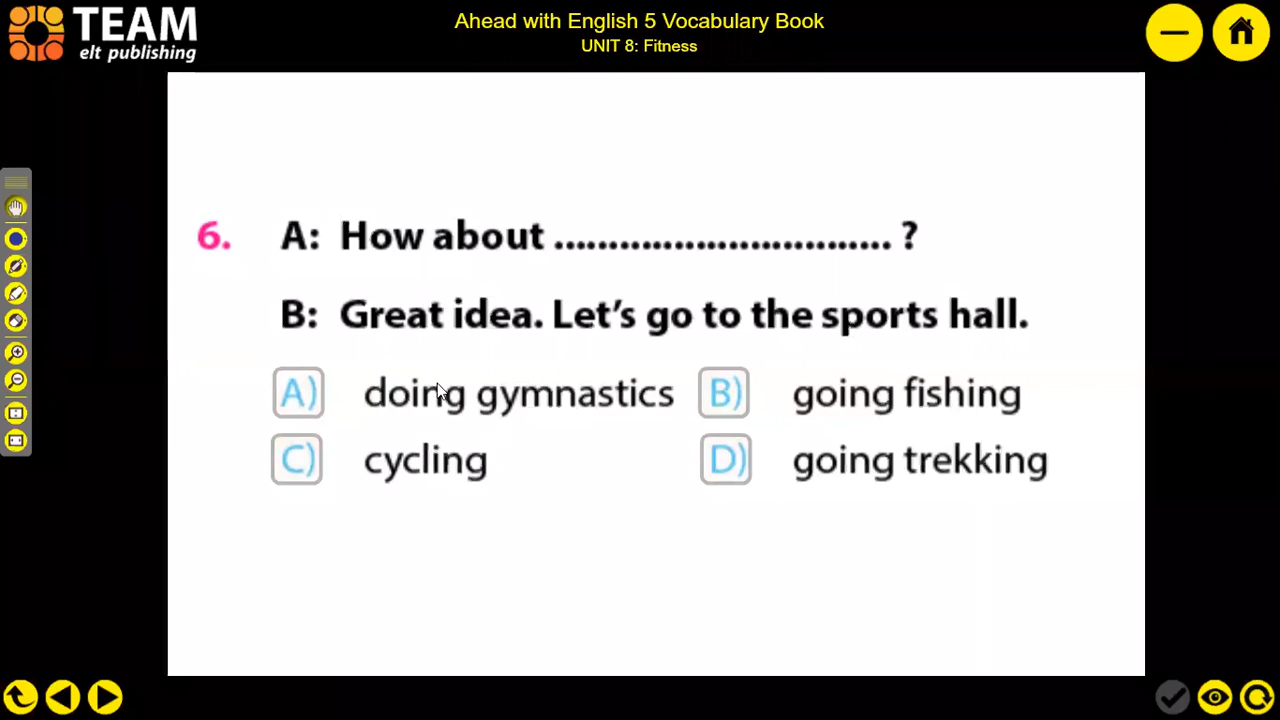 TEAM
elt publishing
Ahead with English 5 Vocabulary Book
UNIT 8: Fitness
6. A: How about ............................... ?
B: Great idea. Let's go to the sports hall.
A) doing gymnastics B) going fishing
C) cycling D) going trekking